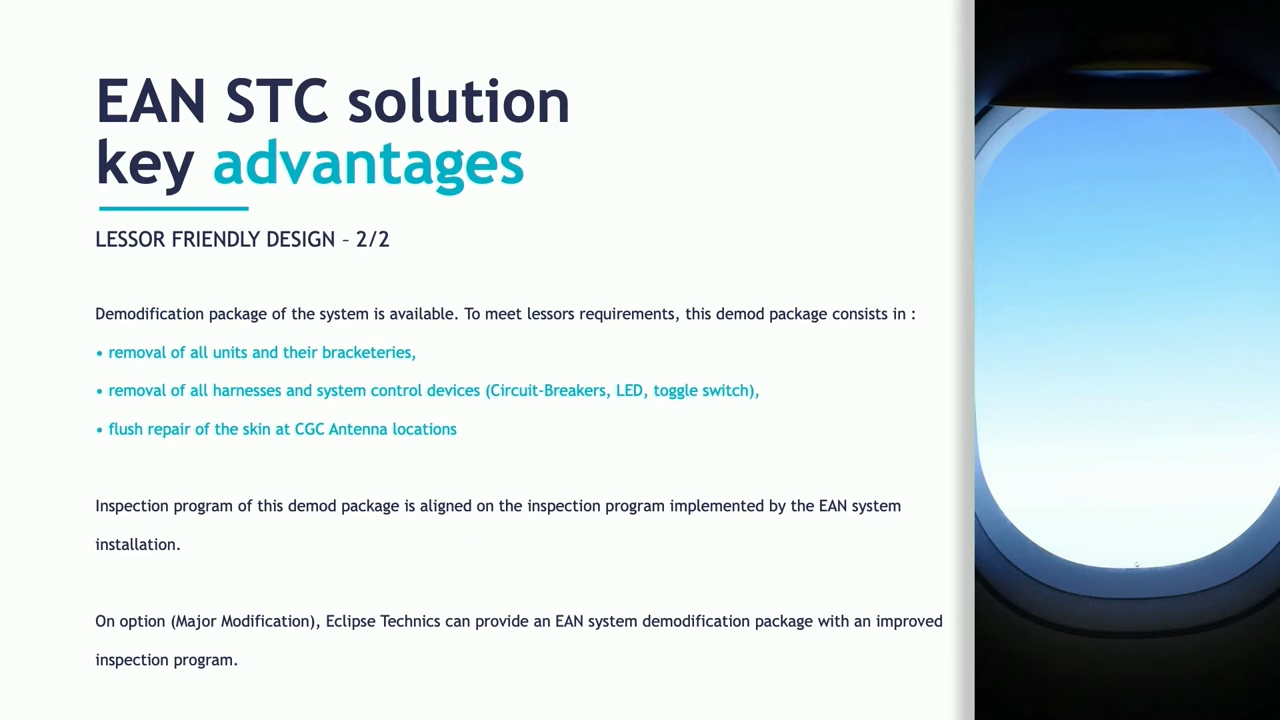 EAN STC solution
key advantages
LESSOR FRIENDLY DESIGN – 2/2
Demodification package of the system is available. To meet lessors requirements, this demod package consists in :
• removal of all units and their bracketeries,
• removal of all harnesses and system control devices (Circuit-Breakers, LED, toggle switch),
• flush repair of the skin at CGC Antenna locations
Inspection program of this demod package is aligned on the inspection program implemented by the EAN system
installation.
On option (Major Modification), Eclipse Technics can provide an EAN system demodification package with an improved
inspection program.